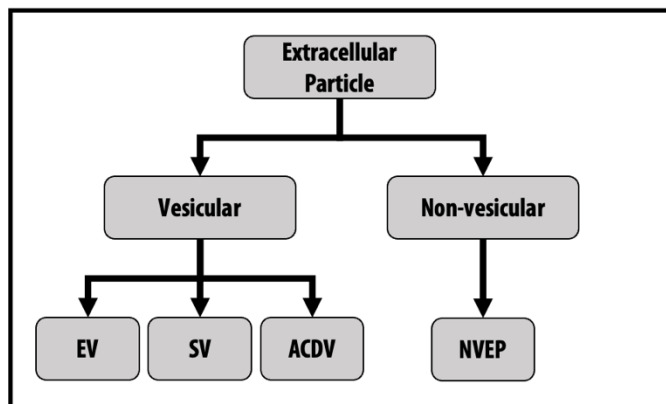 Extracellular
Particle
Vesicular
Non-vesicular
EV
SV
ACDV
NVEP